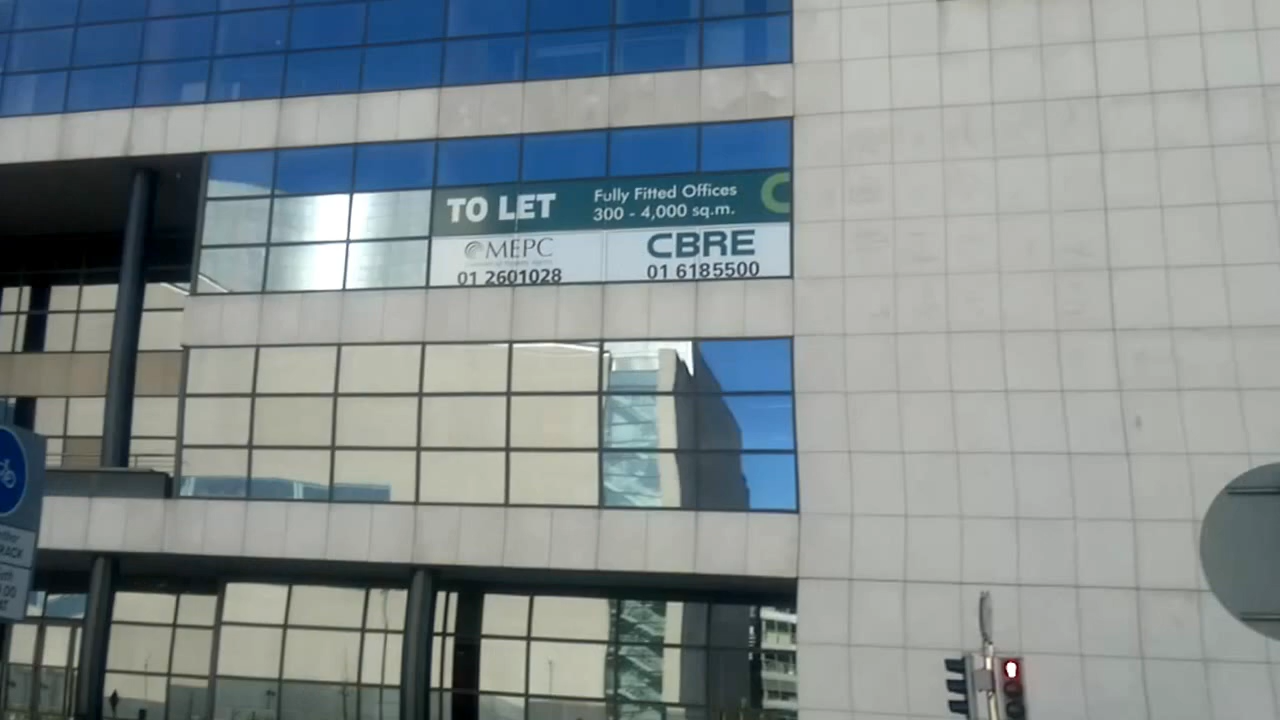 TO LET
Fully Fitted Offices
300 - 4,000 sq.m.
MEPC
01 2601028
CBRE
01 6185500